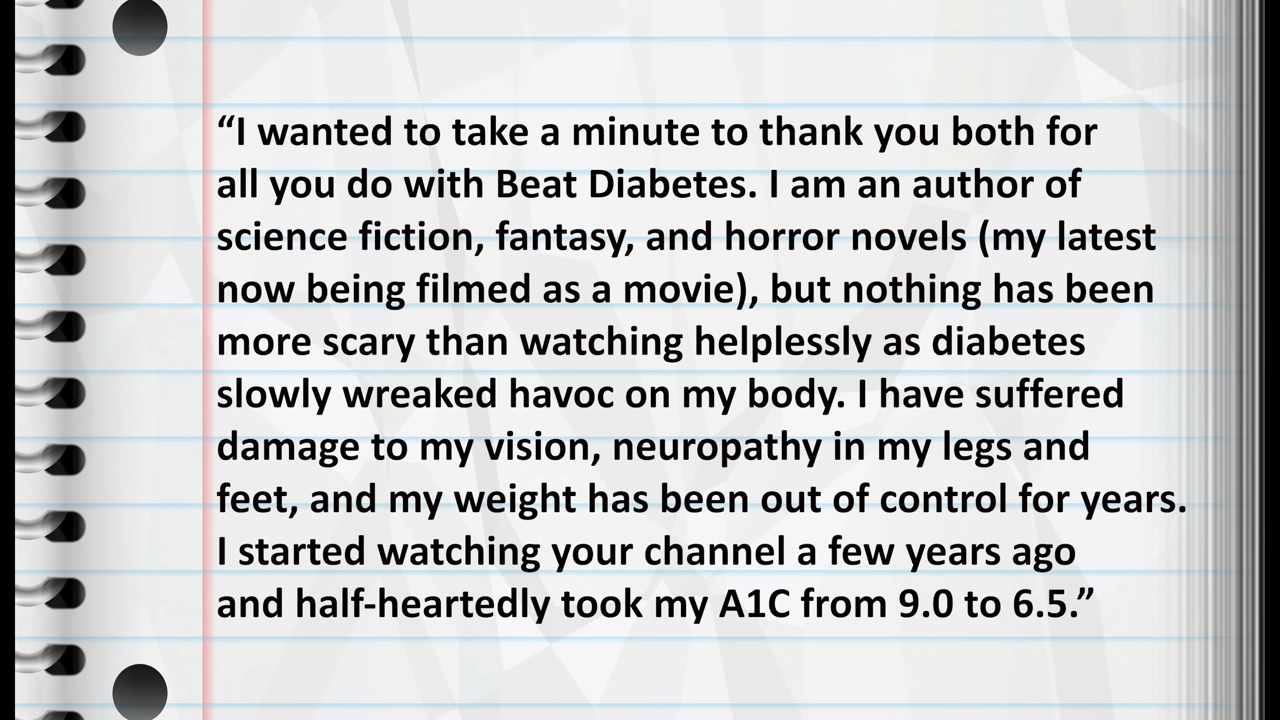 “I wanted to take a minute to thank you both for
all you do with Beat Diabetes. I am an author of
science fiction, fantasy, and horror novels (my latest
now being filmed as a movie), but nothing has been
more scary than watching helplessly as diabetes
slowly wreaked havoc on my body. I have suffered
damage to my vision, neuropathy in my legs and
feet, and my weight has been out of control for years.
I started watching your channel a few years ago
and half-heartedly took my A1C from 9.0 to 6.5.”